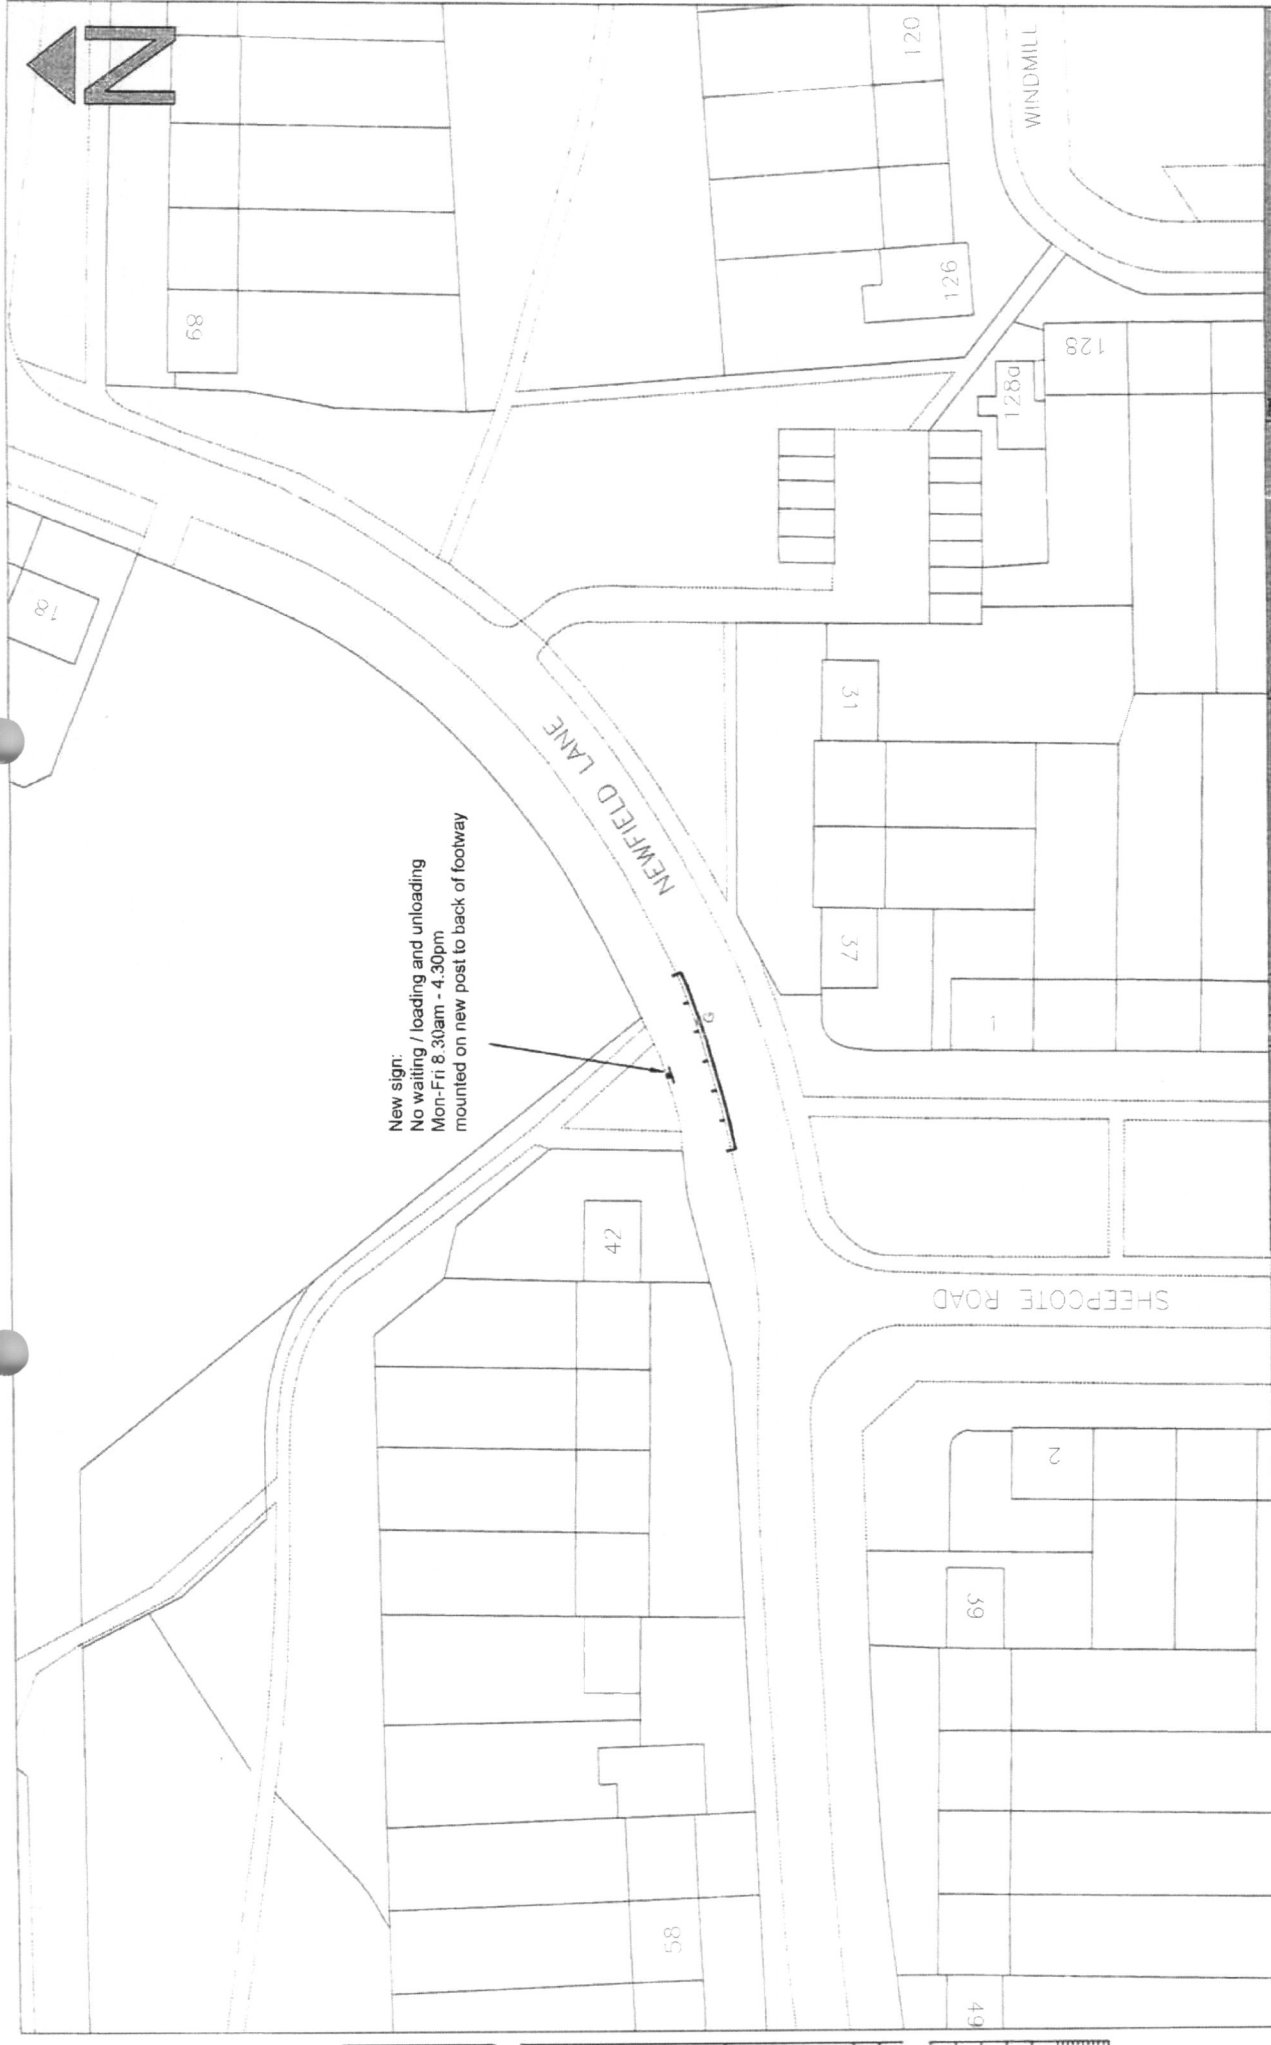 N
120
WINDMILL
89
126
128
128a
18
31
NEWFIELD LANE
New sign:
No waiting / loading and unloading
Mon-Fri 8.30am - 4.30pm
mounted on new post to back of footway
37
G
1
42
SHEEPCOTE ROAD
2
39
58
49